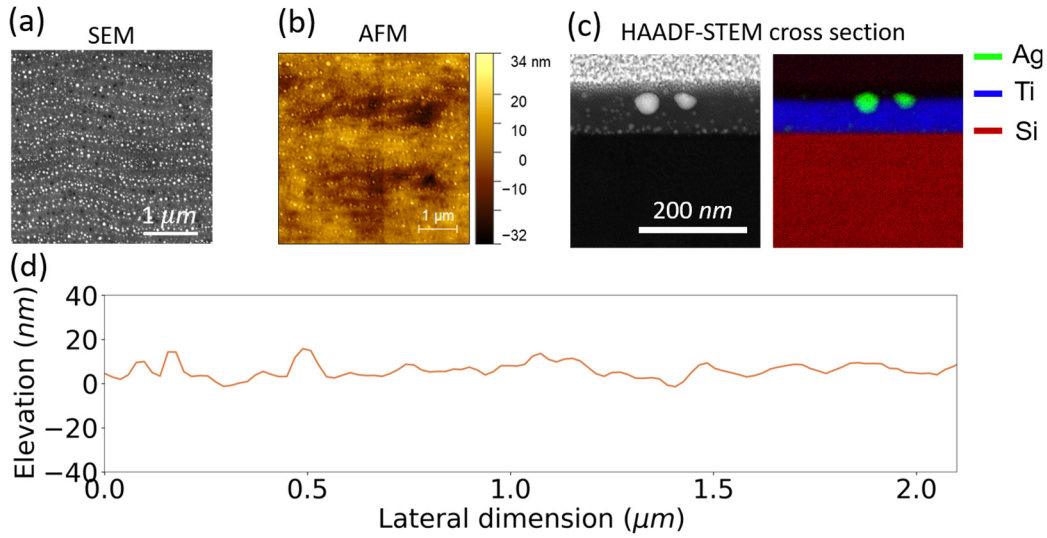 (a)
SEM
1 μm
(b)
AFM
34 nm
20
10
0
−10
−32
1 μm
(c)
HAADF-STEM cross section
200 nm
Ag
Ti
Si
(d)
Elevation (nm)
40
20
0
−20
−40
0.0 0.5 1.0 1.5 2.0
Lateral dimension (μm)